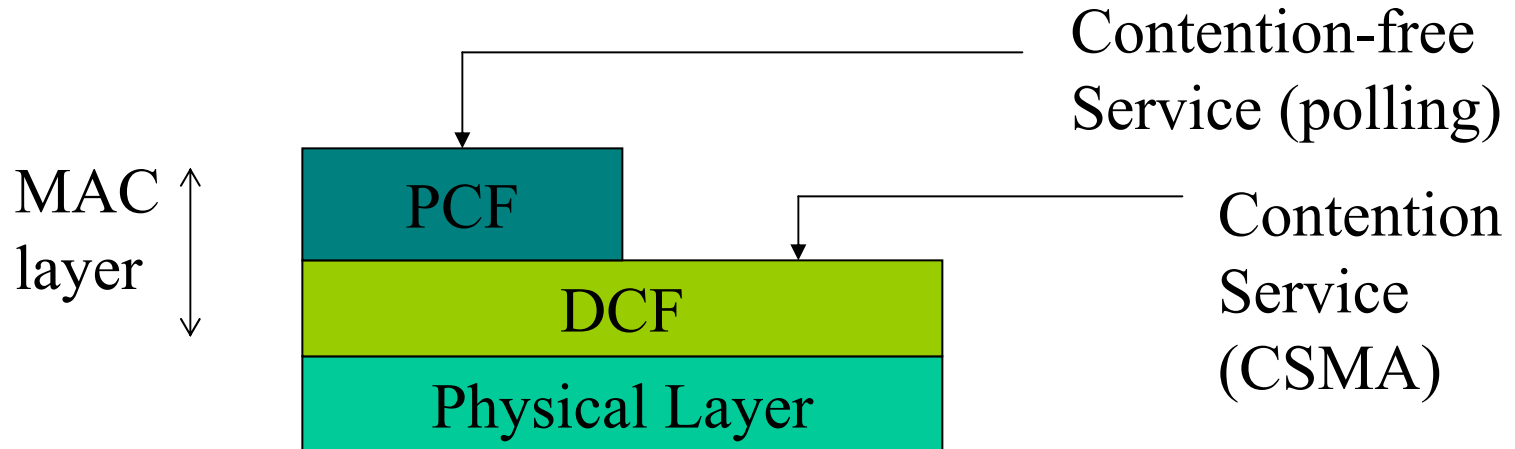 Contention-free
Service (polling)
MAC
layer
PCF
Contention
Service
(CSMA)
DCF
Physical Layer